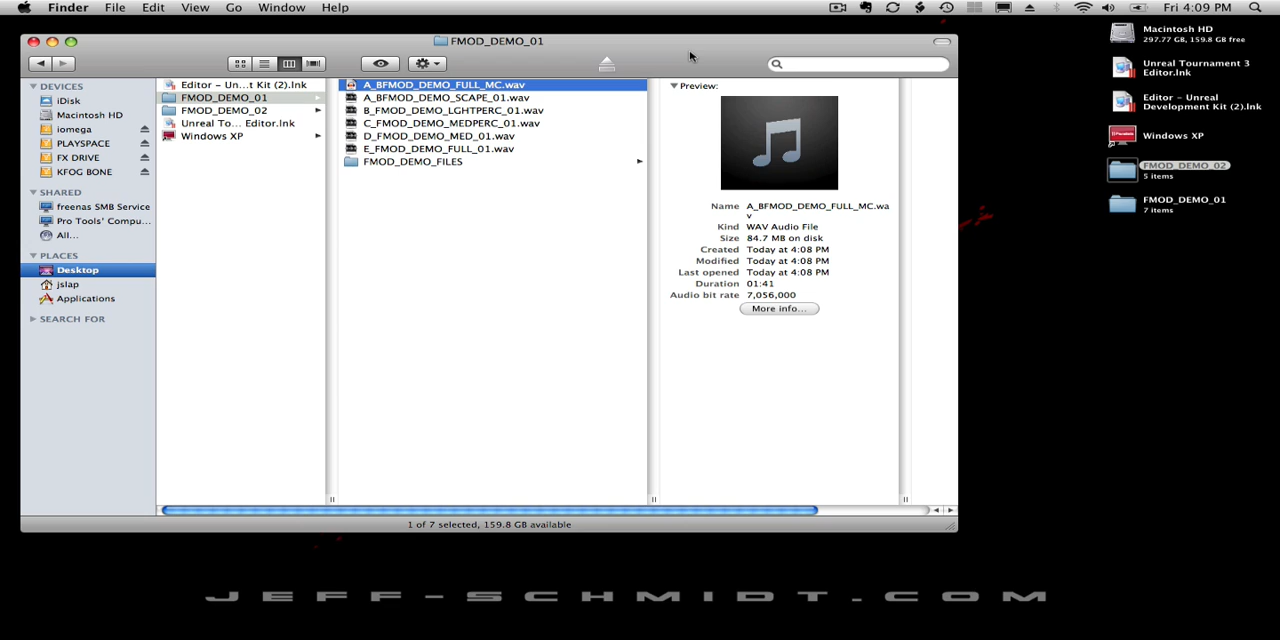 Finder File Edit View Go Window Help
Fri 4:09 PM
FMOD_DEMO_01
DEVICES
iDisk
Macintosh HD
iomega
PLAYSPACE
FX DRIVE
KFOG BONE
SHARED
freenas SMB Service
Pro Tools' Compu...
All...
PLACES
Desktop
jslap
Applications
SEARCH FOR
Editor - Un...t Kit (2).lnk
FMOD_DEMO_01
FMOD_DEMO_02
Unreal To... Editor.lnk
Windows XP
A_BFMOD_DEMO_FULL_MC.wav
A_BFMOD_DEMO_SCAPE_01.wav
B_FMOD_DEMO_LGHTPERC_01.wav
C_FMOD_DEMO_MEDPERC_01.wav
D_FMOD_DEMO_MED_01.wav
E_FMOD_DEMO_FULL_01.wav
FMOD_DEMO_FILES
Preview:
Name A_BFMOD_DEMO_FULL_MC.wa
v
Kind WAV Audio File
Size 84.7 MB on disk
Created Today at 4:08 PM
Modified Today at 4:08 PM
Last opened Today at 4:08 PM
Duration 01:41
Audio bit rate 7,056,000
More info...
1 of 7 selected, 159.8 GB available
Macintosh HD
297.77 GB, 159.8 GB free
Unreal Tournament 3
Editor.lnk
Editor - Unreal
Development Kit (2).lnk
Windows XP
FMOD_DEMO_02
5 items
FMOD_DEMO_01
7 items
JEFF-SCHMIDT.COM